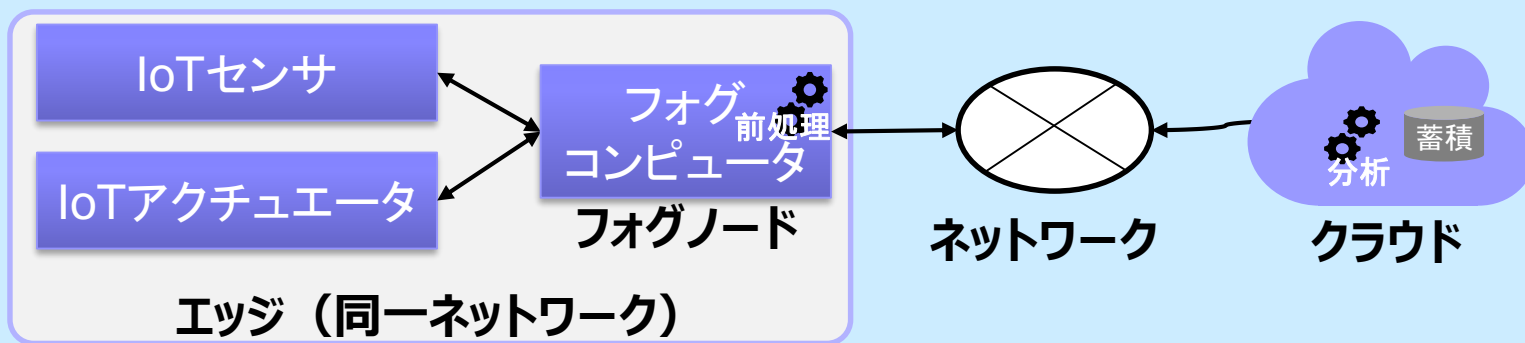 IoTセンサ
IoTアクチュエータ
フォグ
コンピュータ
前処理
フォグノード
エッジ（同一ネットワーク）
ネットワーク
分析
蓄積
クラウド